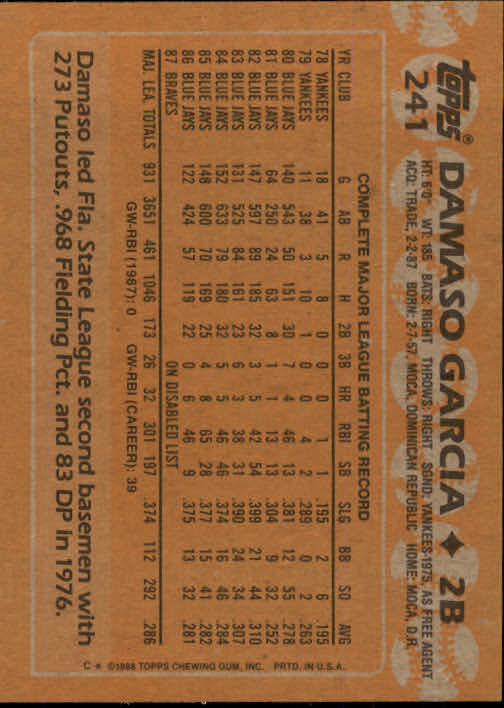 topps
241
DAMASO GARCIA ♦ 2B
HT: 6'0" WT: 185 BATS: RIGHT THROWS: RIGHT SGND: YANKEES-1975, AS FREE AGENT
ACQ: TRADE, 2-2-87 BORN: 2-7-57, MOCA, DOMINICAN REPUBLIC HOME: MOCA, D.R.
COMPLETE MAJOR LEAGUE BATTING RECORD
YR CLUB G AB R H 2B 3B HR RBI SB SLG BB SO AVG
78 YANKEES 18 41 5 8 0 0 0 1 1 .195 2 6 .195
79 YANKEES 11 38 3 10 1 0 0 4 2 .289 0 2 .263
80 BLUE JAYS 140 543 50 151 30 7 4 46 13 .381 12 55 .278
81 BLUE JAYS 64 250 24 63 8 1 1 13 13 .304 9 32 .252
82 BLUE JAYS 147 597 89 185 32 3 5 42 54 .399 21 44 .310
83 BLUE JAYS 131 525 84 161 23 6 3 38 31 .390 24 34 .307
84 BLUE JAYS 152 633 79 180 32 5 5 46 46 .374 16 46 .284
85 BLUE JAYS 146 600 70 169 25 4 8 65 28 .377 15 41 .282
86 BLUE JAYS 122 424 57 119 22 0 6 46 9 .375 13 32 .281
87 BRAVES ON DISABLED LIST
MAJ. LEA. TOTALS 931 3651 461 1046 173 26 32 301 197 .374 112 292 .286
GW-RBI (1987): 0 GW-RBI (CAREER): 39
Damaso led Fla. State League second basemen with
273 Putouts, .968 Fielding Pct. and 83 DP in 1976.
C* ©1988 TOPPS CHEWING GUM, INC. PRTD. IN U.S.A.